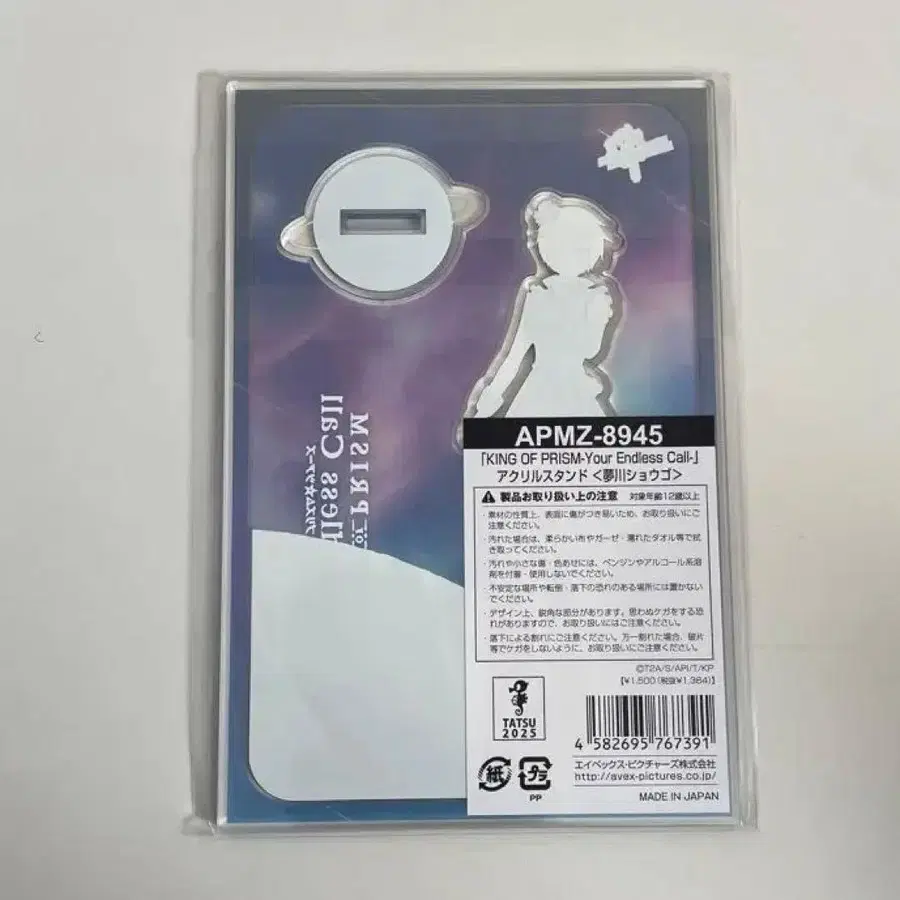 APMZ-8945
「KING OF PRISM-Your Endless Call-」
アクリルスタンド<夢川ショウゴ>
製品お取り扱い上の注意 対象年齢12歳以上
・素材の性質上、表面に傷がつき易いため、お取り扱いにご
注意ください。
・汚れた場合は、柔らかい布やガーゼ・濡れたタオル等で拭
き取ってください。
・汚れや小さな傷・色あせには、ベンジンやアルコール系溶
剤を付着・使用しないでください。
・不安定な場所や転倒・落下の恐れのある場所には置かない
でください。
・デザイン上、鋭角な部分があります。思わぬケガをする恐
れがありますので、お取り扱いにはご注意ください。
・落下による割れにご注意ください。万一割れた場合、破片
等でケガをしないように、お取り扱いにご注意ください。
©T2A/S/API/T/KP
【¥1,500(税抜¥1,364)】
TATSU
2025
4 582695 767391
紙
プラ
PP
エイベックス・ピクチャーズ株式会社
http://avex-pictures.co.jp/
MADE IN JAPAN
PRISM
dless Call